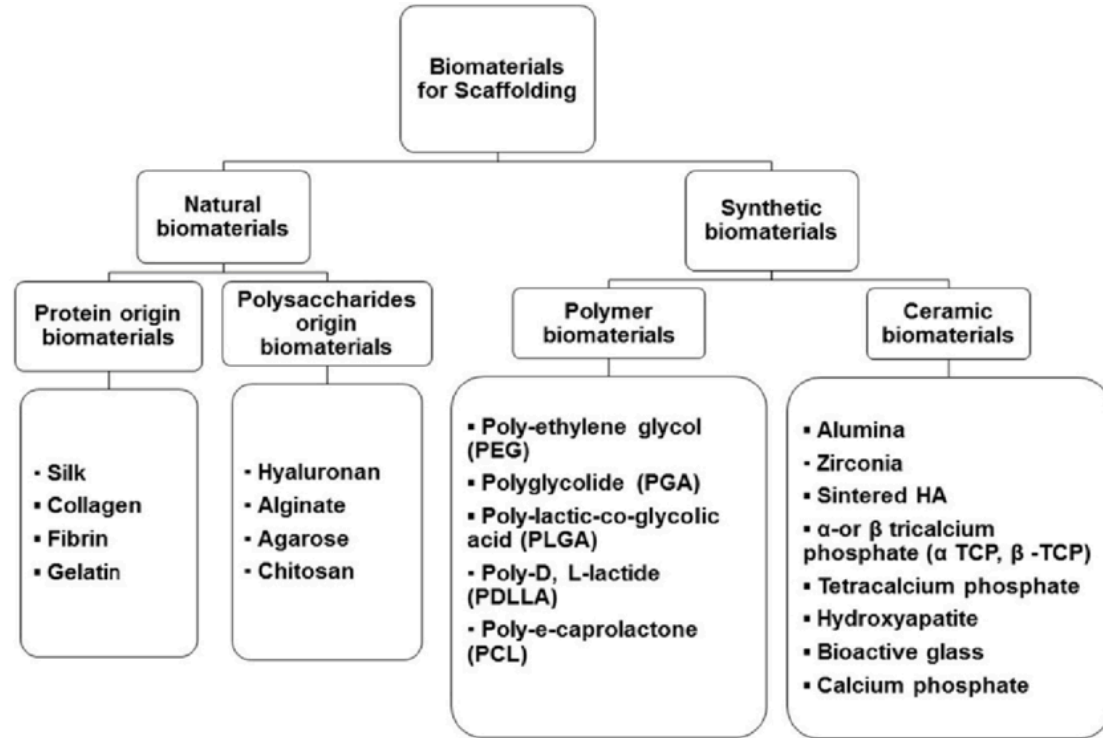 Biomaterials
for Scaffolding
Natural
biomaterials
Synthetic
biomaterials
Protein origin
biomaterials
Polysaccharides
origin
biomaterials
Polymer
biomaterials
Ceramic
biomaterials
- Silk
▪ Collagen
▪ Fibrin
▪ Gelatin
- Hyaluronan
- Alginate
- Agarose
- Chitosan
▪ Poly-ethylene glycol
(PEG)
▪ Polyglycolide (PGA)
▪ Poly-lactic-co-glycolic
acid (PLGA)
- Poly-D, L-lactide
(PDLLA)
- Poly-e-caprolactone
(PCL)
▪ Alumina
- Zirconia
▪ Sintered HA
▪ α-or β tricalcium
phosphate (α TCP, β -TCP)
▪ Tetracalcium phosphate
▪ Hydroxyapatite
▪ Bioactive glass
▪ Calcium phosphate